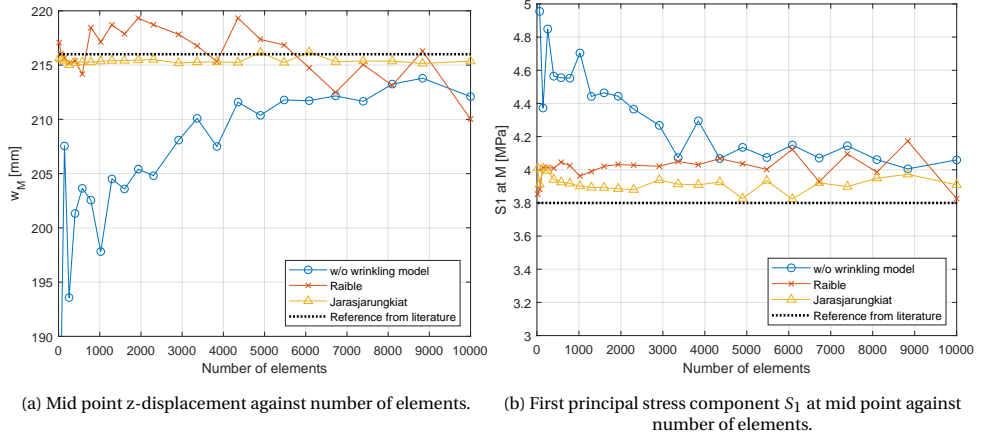 220
215
210
205
200
195
190
w_M [mm]
0 1000 2000 3000 4000 5000 6000 7000 8000 9000 10000
Number of elements
w/o wrinkling model
Raible
Jarasjarungkiat
Reference from literature
(a) Mid point z-displacement against number of elements.
5
4.8
4.6
4.4
4.2
4
3.8
3.6
3.4
3.2
3
S1 at M [MPa]
0 1000 2000 3000 4000 5000 6000 7000 8000 9000 10000
Number of elements
w/o wrinkling model
Raible
Jarasjarungkiat
Reference from literature
(b) First principal stress component S₁ at mid point against
number of elements.